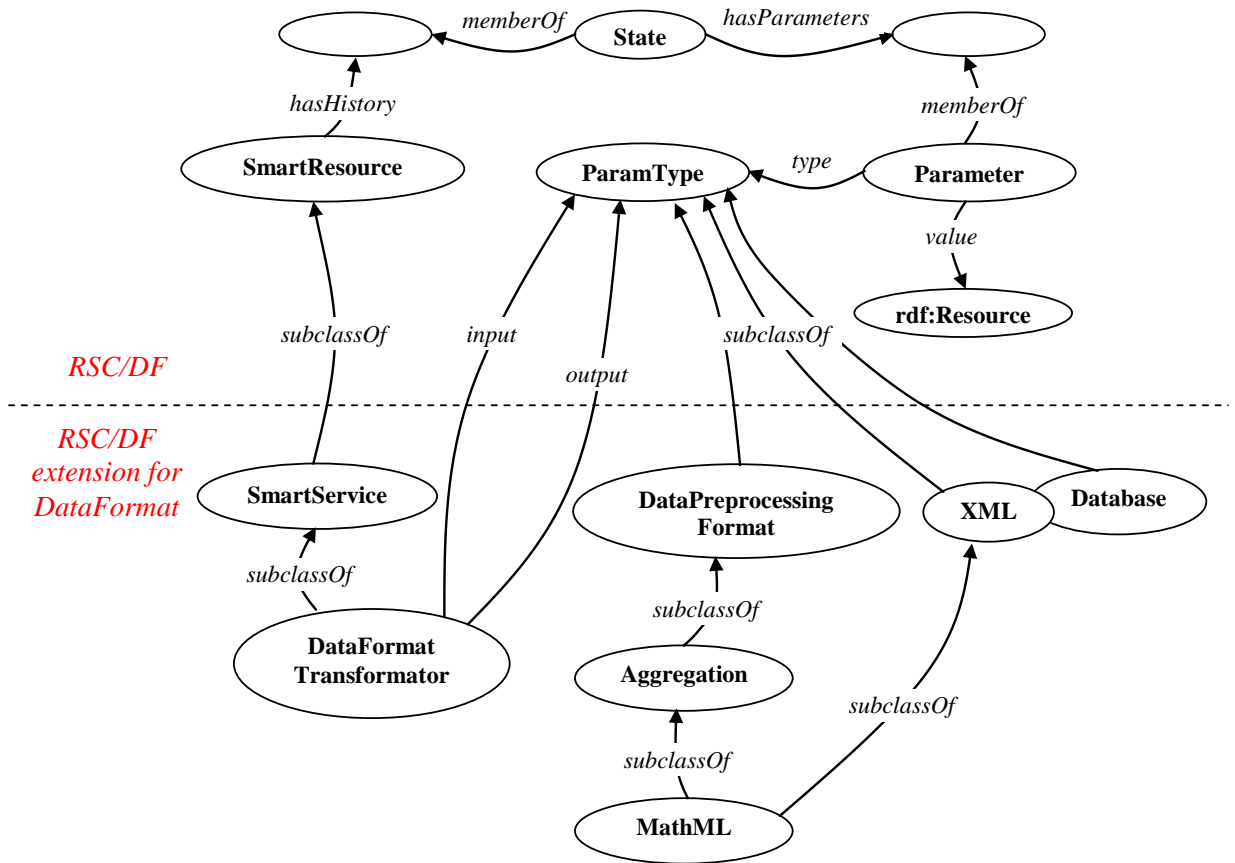 memberOf
State
hasParameters
hasHistory
memberOf
SmartResource
ParamType
type
Parameter
value
rdf:Resource
subclassOf
input
subclassOf
output
RSC/DF
RSC/DF
extension for
DataFormat
SmartService
DataPreprocessing
Format
XML
Database
subclassOf
subclassOf
DataFormat
Transformator
Aggregation
subclassOf
subclassOf
MathML